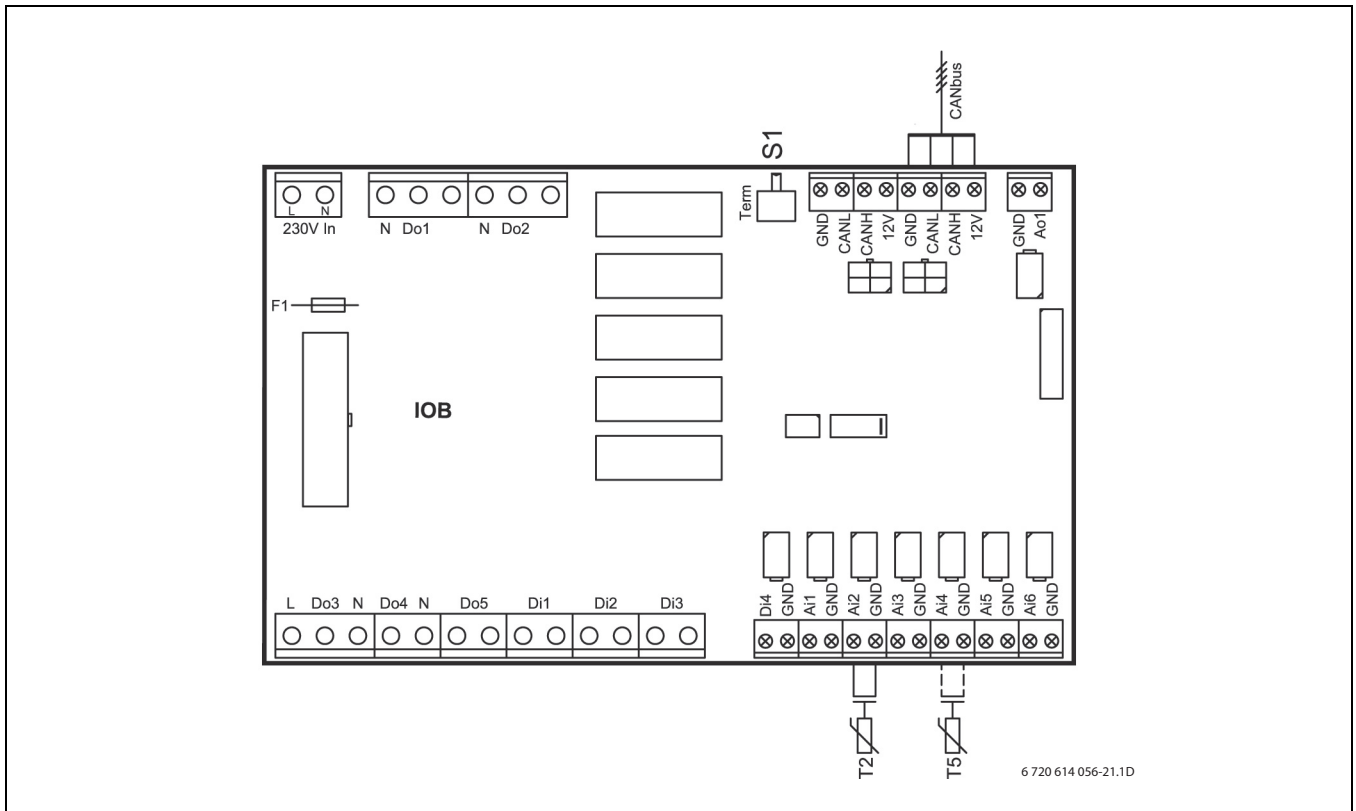 CANbus
S1
Term
L N
230V In
N Do1
N Do2
GND
CANL
CANH
12V
GND
CANL
CANH
12V
GND
Ao1
F1
IOB
L Do3 N Do4 N Do5 Di1 Di2 Di3
Di4
GND
Ai1
GND
Ai2
GND
Ai3
GND
Ai4
GND
Ai5
GND
Ai6
GND
T2
T5
6 720 614 056-21.1D